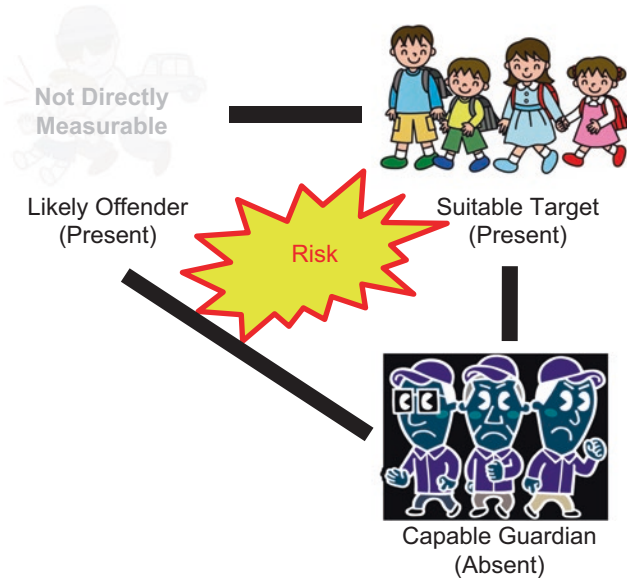 Not Directly
Measurable
Likely Offender
(Present)
Suitable Target
(Present)
Risk
Capable Guardian
(Absent)